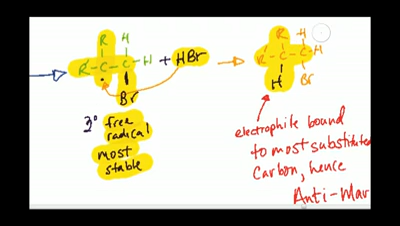 R H
R-C-C-H + HBr
Br
R H
R-C-C-H
H Br
3° free
radical
most
stable
electrophile bound
to most substituted
Carbon, hence
Anti-Mar